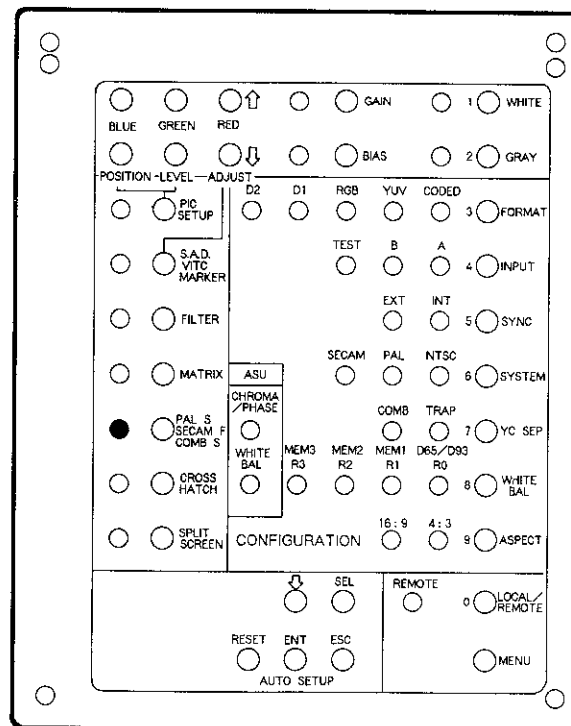 GAIN 1 WHITE
BLUE GREEN RED
BIAS 2 GRAY
POSITION LEVEL ADJUST
D2 D1 RGB YUV CODED
PIC
SETUP
3 FORMAT
TEST B A
S.A.D.
VITC
MARKER
4 INPUT
EXT INT
FILTER
5 SYNC
SECAM PAL NTSC
MATRIX
ASU
6 SYSTEM
CHROMA
/PHASE
COMB TRAP
PAL S
SECAM F
COMB S
7 YC SEP
WHITE
BAL
MEM3 MEM2 MEM1 D65/D93
R3 R2 R1 R0
CROSS
HATCH
8 WHITE
BAL
16:9 4:3
SPLIT
SCREEN
CONFIGURATION
9 ASPECT
SEL REMOTE
0 LOCAL/
REMOTE
RESET ENT ESC
MENU
AUTO SETUP